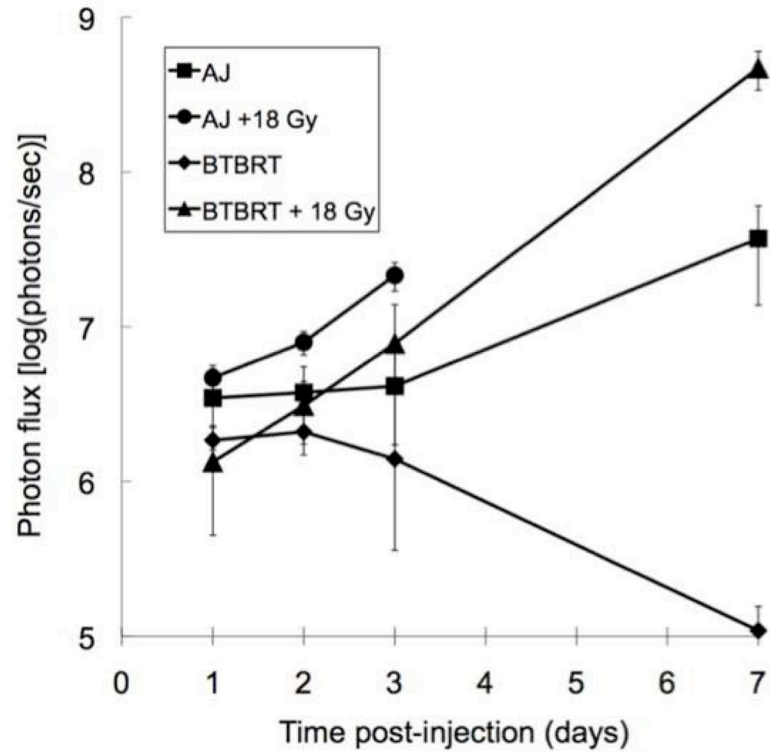 9
AJ
AJ +18 Gy
BTBRT
BTBRT + 18 Gy
8
7
6
5
Photon flux [log(photons/sec)]
0 1 2 3 4 5 6 7
Time post-injection (days)